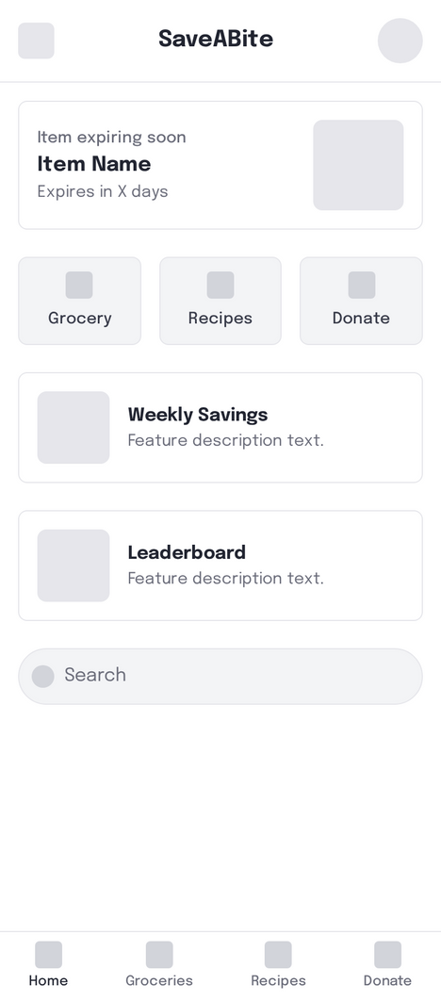 SaveABite
Item expiring soon
Item Name
Expires in X days
Grocery
Recipes
Donate
Weekly Savings
Feature description text.
Leaderboard
Feature description text.
Search
Home
Groceries
Recipes
Donate